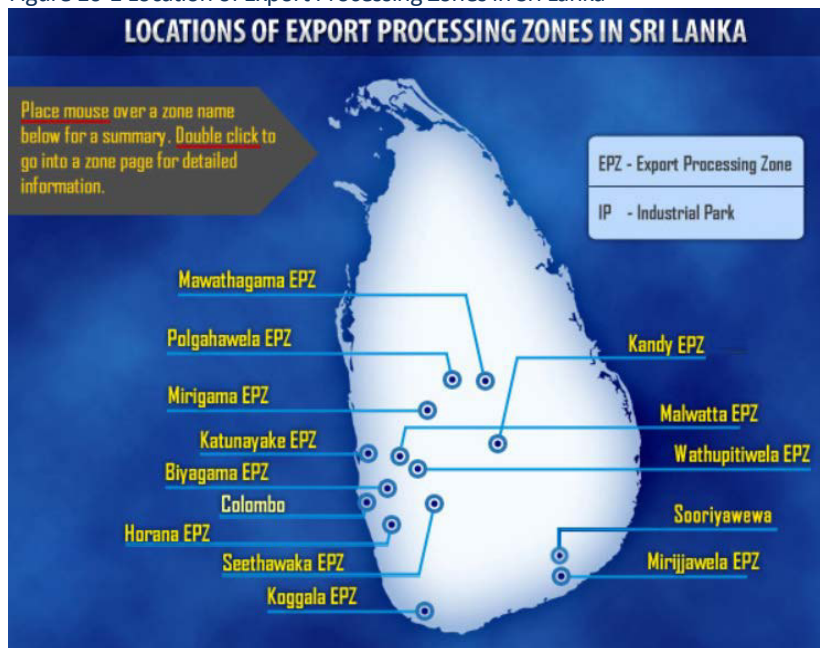 LOCATIONS OF EXPORT PROCESSING ZONES IN SRI LANKA
Place mouse over a zone name
below for a summary. Double click to
go into a zone page for detailed
information.
EPZ - Export Processing Zone
IP - Industrial Park
Mawathagama EPZ
Polgahawela EPZ
Kandy EPZ
Mirigama EPZ
Malwatta EPZ
Katunayake EPZ
Wathupitiwela EPZ
Biyagama EPZ
Colombo
Sooriyawewa
Horana EPZ
Seethawaka EPZ
Mirijjawela EPZ
Koggala EPZ